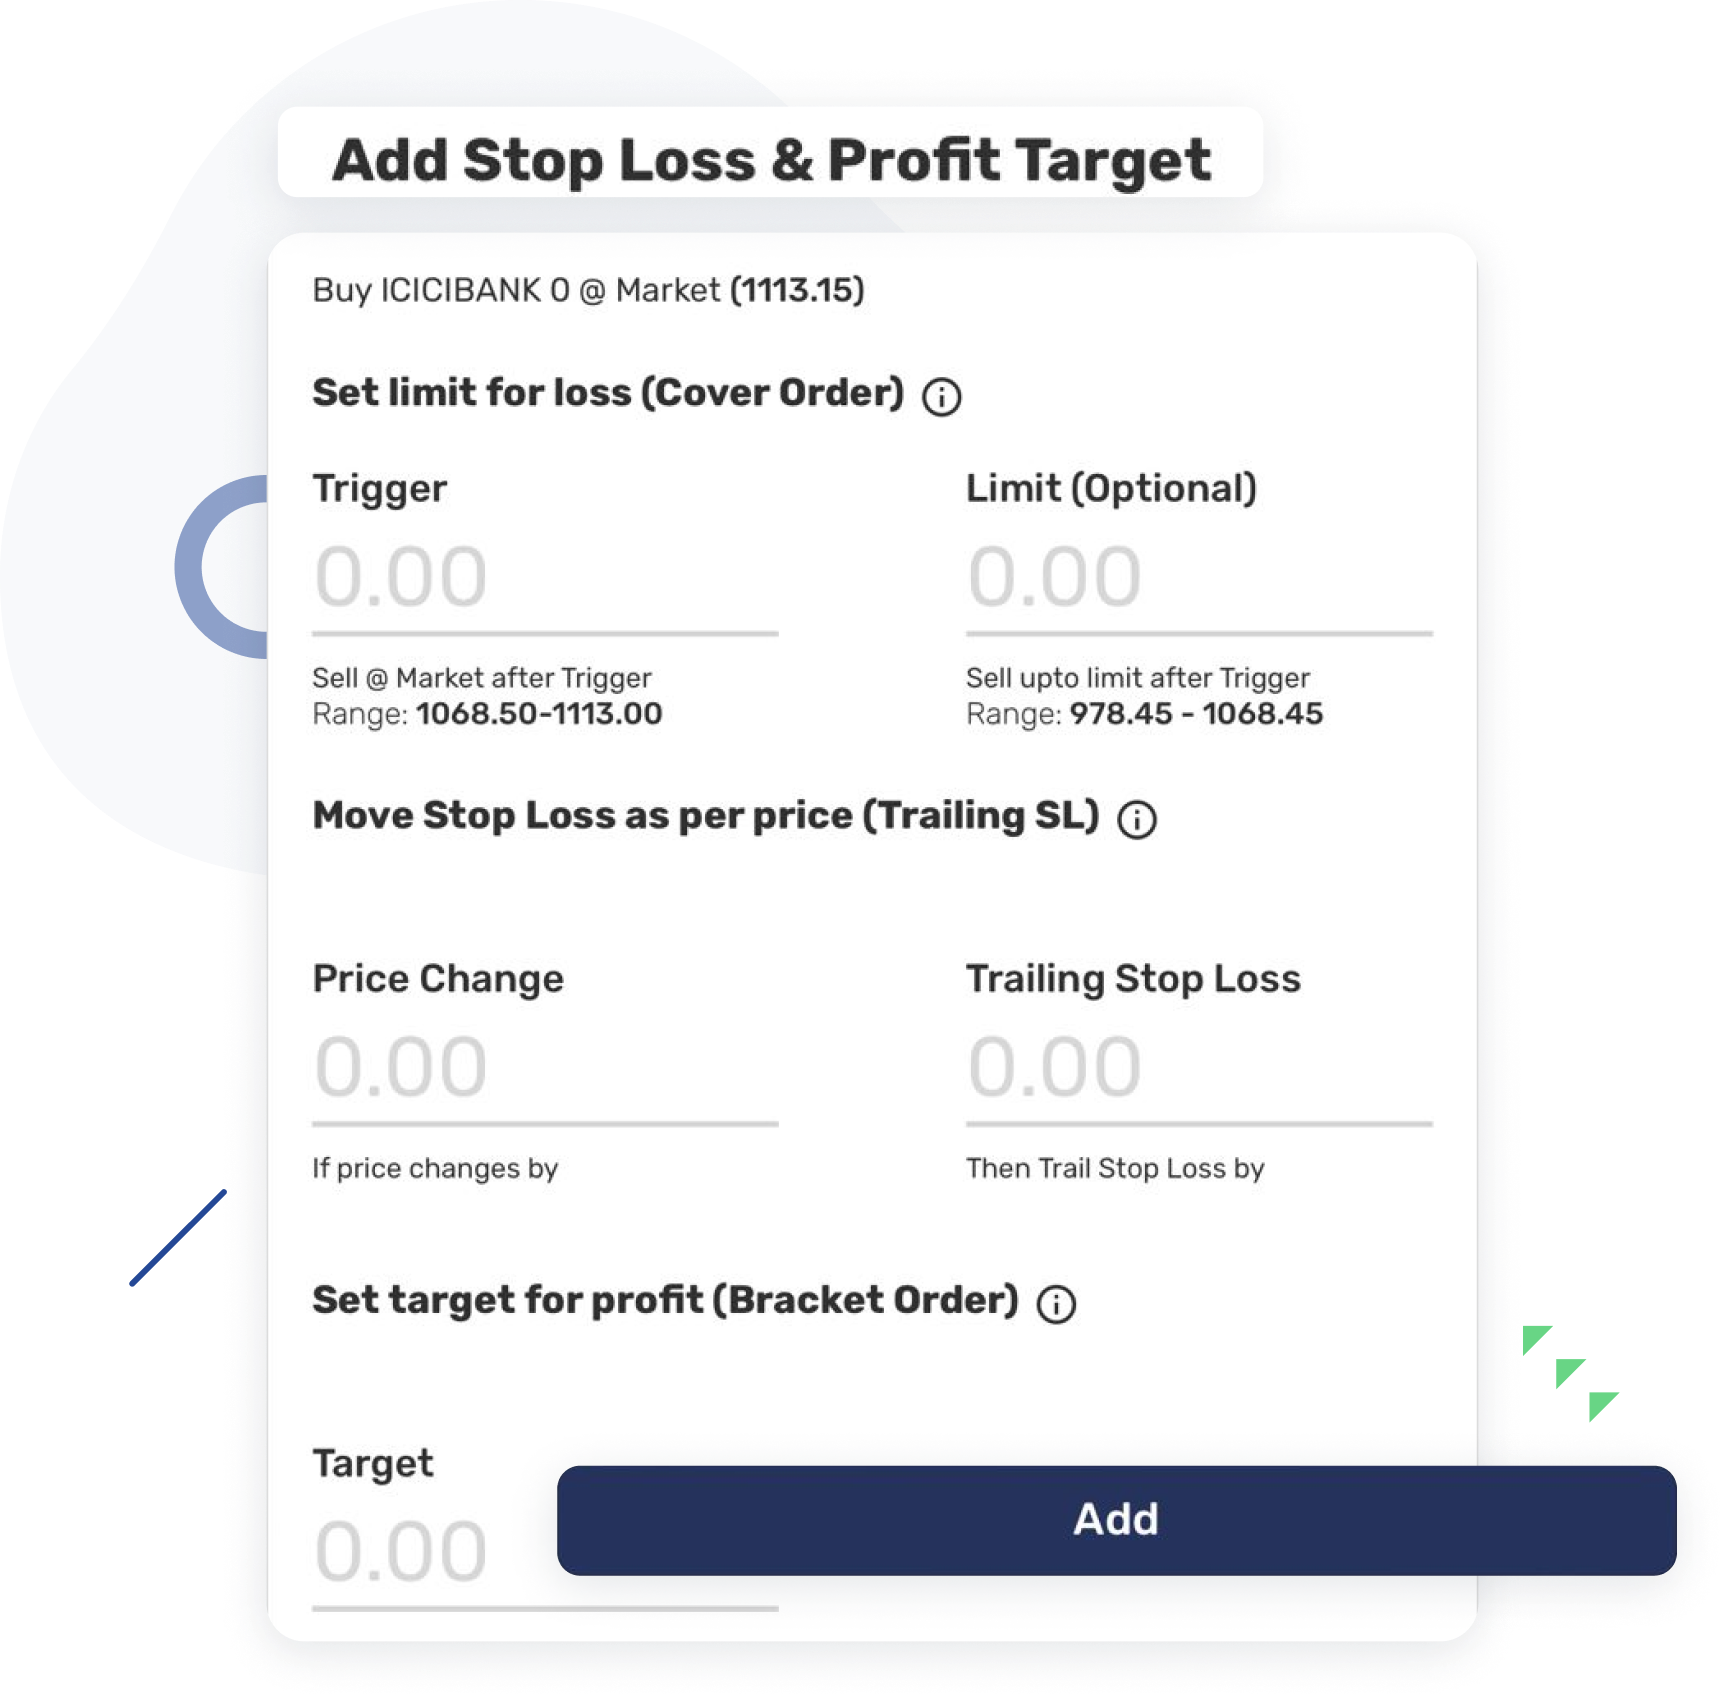 Add Stop Loss & Profit Target
Buy ICICIBANK 0 @ Market (1113.15)
Set limit for loss (Cover Order) i
Trigger
Limit (Optional)
0.00
0.00
Sell @ Market after Trigger
Range: 1068.50-1113.00
Sell upto limit after Trigger
Range: 978.45 - 1068.45
Move Stop Loss as per price (Trailing SL) i
Price Change
Trailing Stop Loss
0.00
0.00
If price changes by
Then Trail Stop Loss by
Set target for profit (Bracket Order) i
Target
0.00
Add